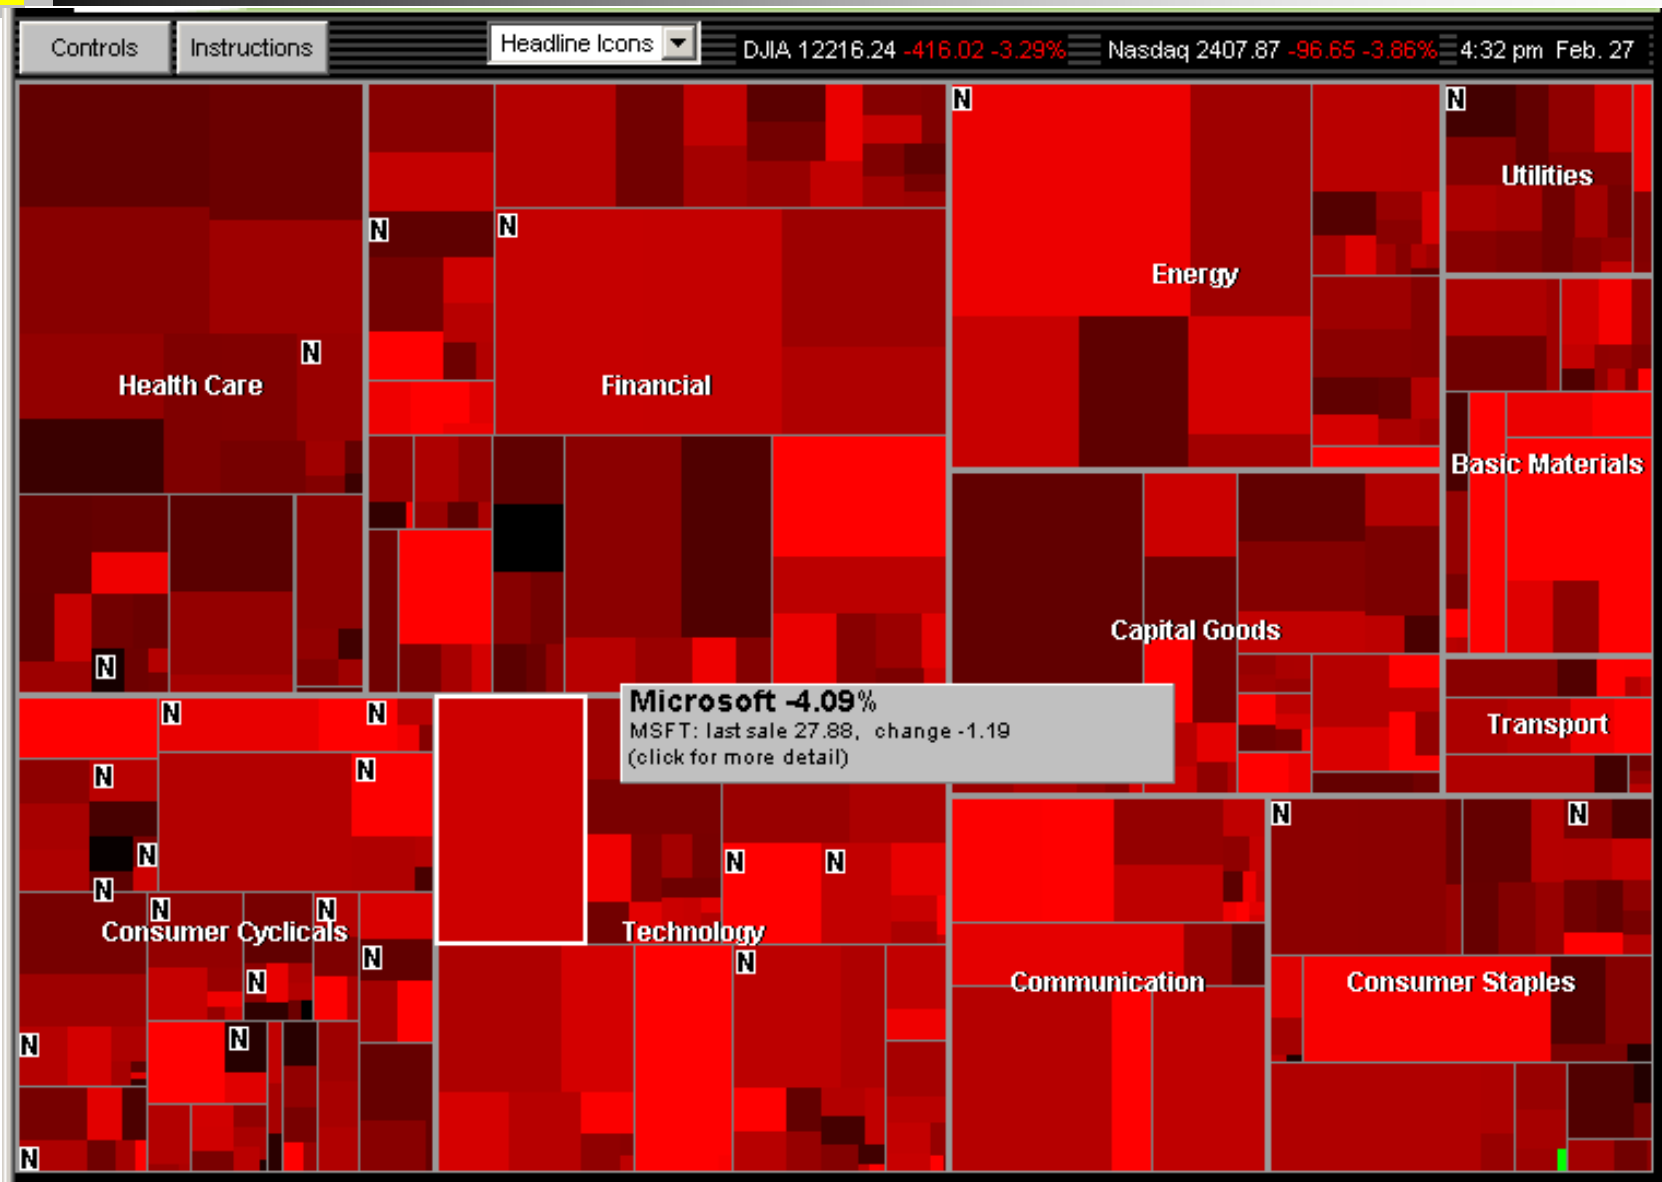 Controls
Instructions
Headline Icons
DJIA 12216.24 -416.02 -3.29%
Nasdaq 2407.87 -96.65 -3.86%
4:32 pm Feb. 27
N
N
Utilities
N
N
Energy
N
Health Care
Financial
Basic Materials
Capital Goods
N
Microsoft -4.09%
MSFT: last sale 27.88, change -1.19
(click for more detail)
N
N
Transport
N
N
N
N
N
N
N
N
N
N
Consumer Cyclicals
Technology
N
N
N
Communication
Consumer Staples
N
N
N